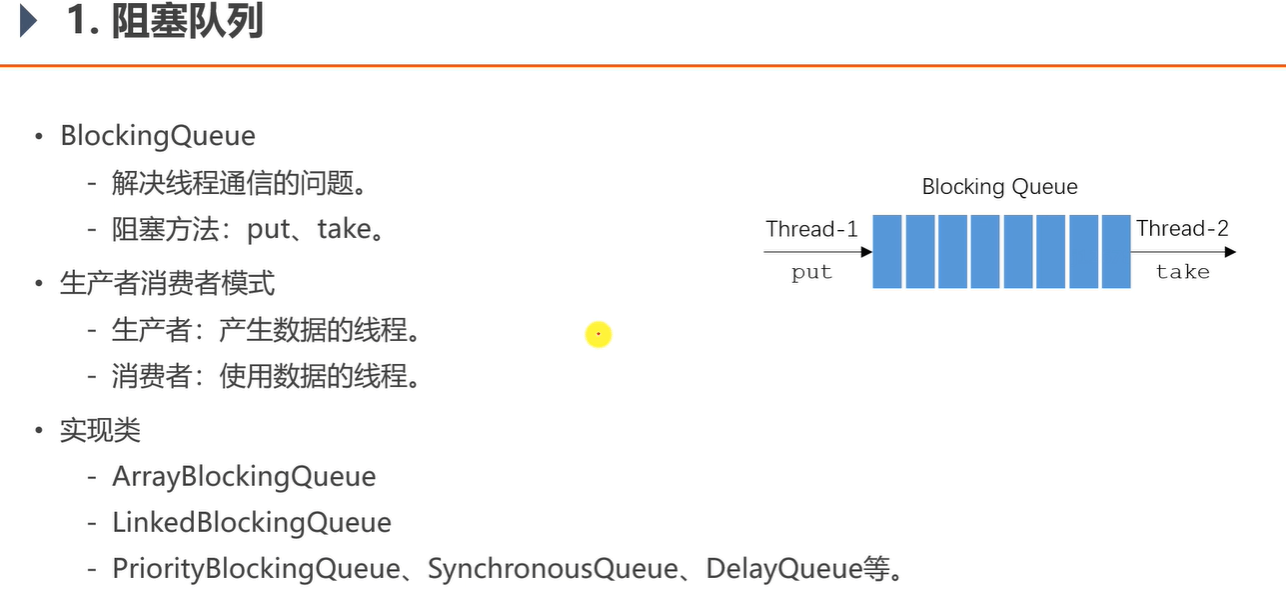 1. 阻塞队列
• BlockingQueue
- 解决线程通信的问题。
- 阻塞方法：put、take。
• 生产者消费者模式
- 生产者：产生数据的线程。
- 消费者：使用数据的线程。
• 实现类
- ArrayBlockingQueue
- LinkedBlockingQueue
- PriorityBlockingQueue、SynchronousQueue、DelayQueue等。
Blocking Queue
Thread-1
put
Thread-2
take